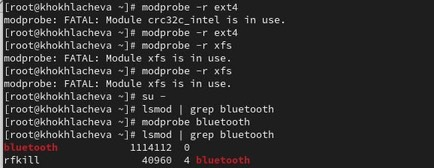 [root@khokhlacheva ~]# modprobe -r ext4
modprobe: FATAL: Module crc32c_intel is in use.
[root@khokhlacheva ~]# modprobe -r ext4
[root@khokhlacheva ~]# modprobe -r xfs
modprobe: FATAL: Module xfs is in use.
[root@khokhlacheva ~]# modprobe -r xfs
modprobe: FATAL: Module xfs is in use.
[root@khokhlacheva ~]# su -
[root@khokhlacheva ~]# lsmod | grep bluetooth
[root@khokhlacheva ~]# modprobe bluetooth
[root@khokhlacheva ~]# lsmod | grep bluetooth
bluetooth 1114112 0
rfkill 40960 4 bluetooth